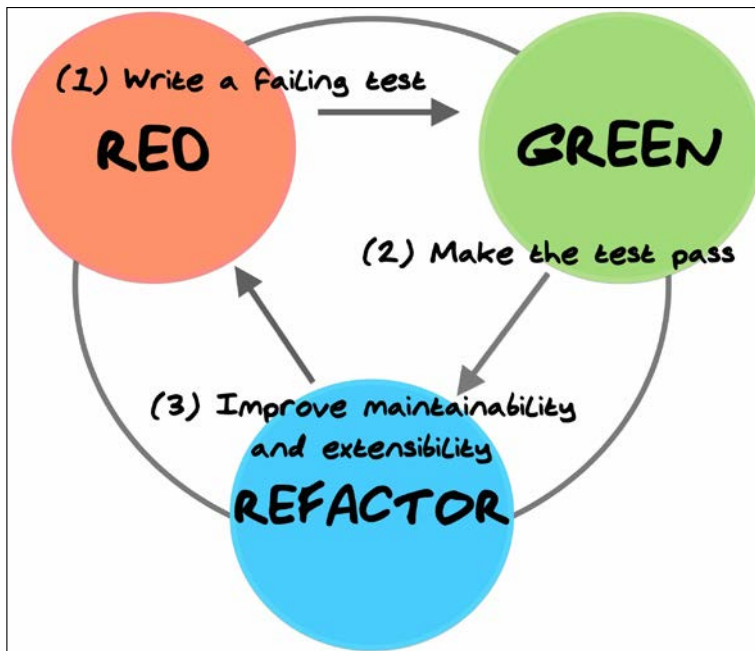 (1) Write a failing test
RED
GREEN
(2) Make the test pass
(3) Improve maintainability
and extensibility
REFACTOR